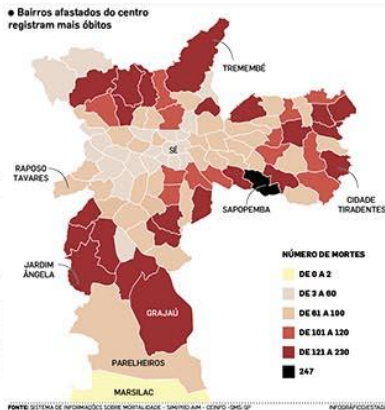 ● Bairros afastados do centro
registram mais óbitos
TREMEMBÉ
SÉ
RAPOSO
TAVARES
SAPOPEMBA
CIDADE
TIRADENTES
JARDIM
ÂNGELA
GRAJAÚ
PARELHEIROS
MARSILAC
NÚMERO DE MORTES
DE 0 A 2
DE 3 A 60
DE 61 A 100
DE 101 A 120
DE 121 A 230
247
FONTE: SISTEMA DE INFORMAÇÕES SOBRE MORTALIDADE - SIM/PRO-AIM - CEINFO -SMS-SP
INFOGRÁFICO/ESTADÃO